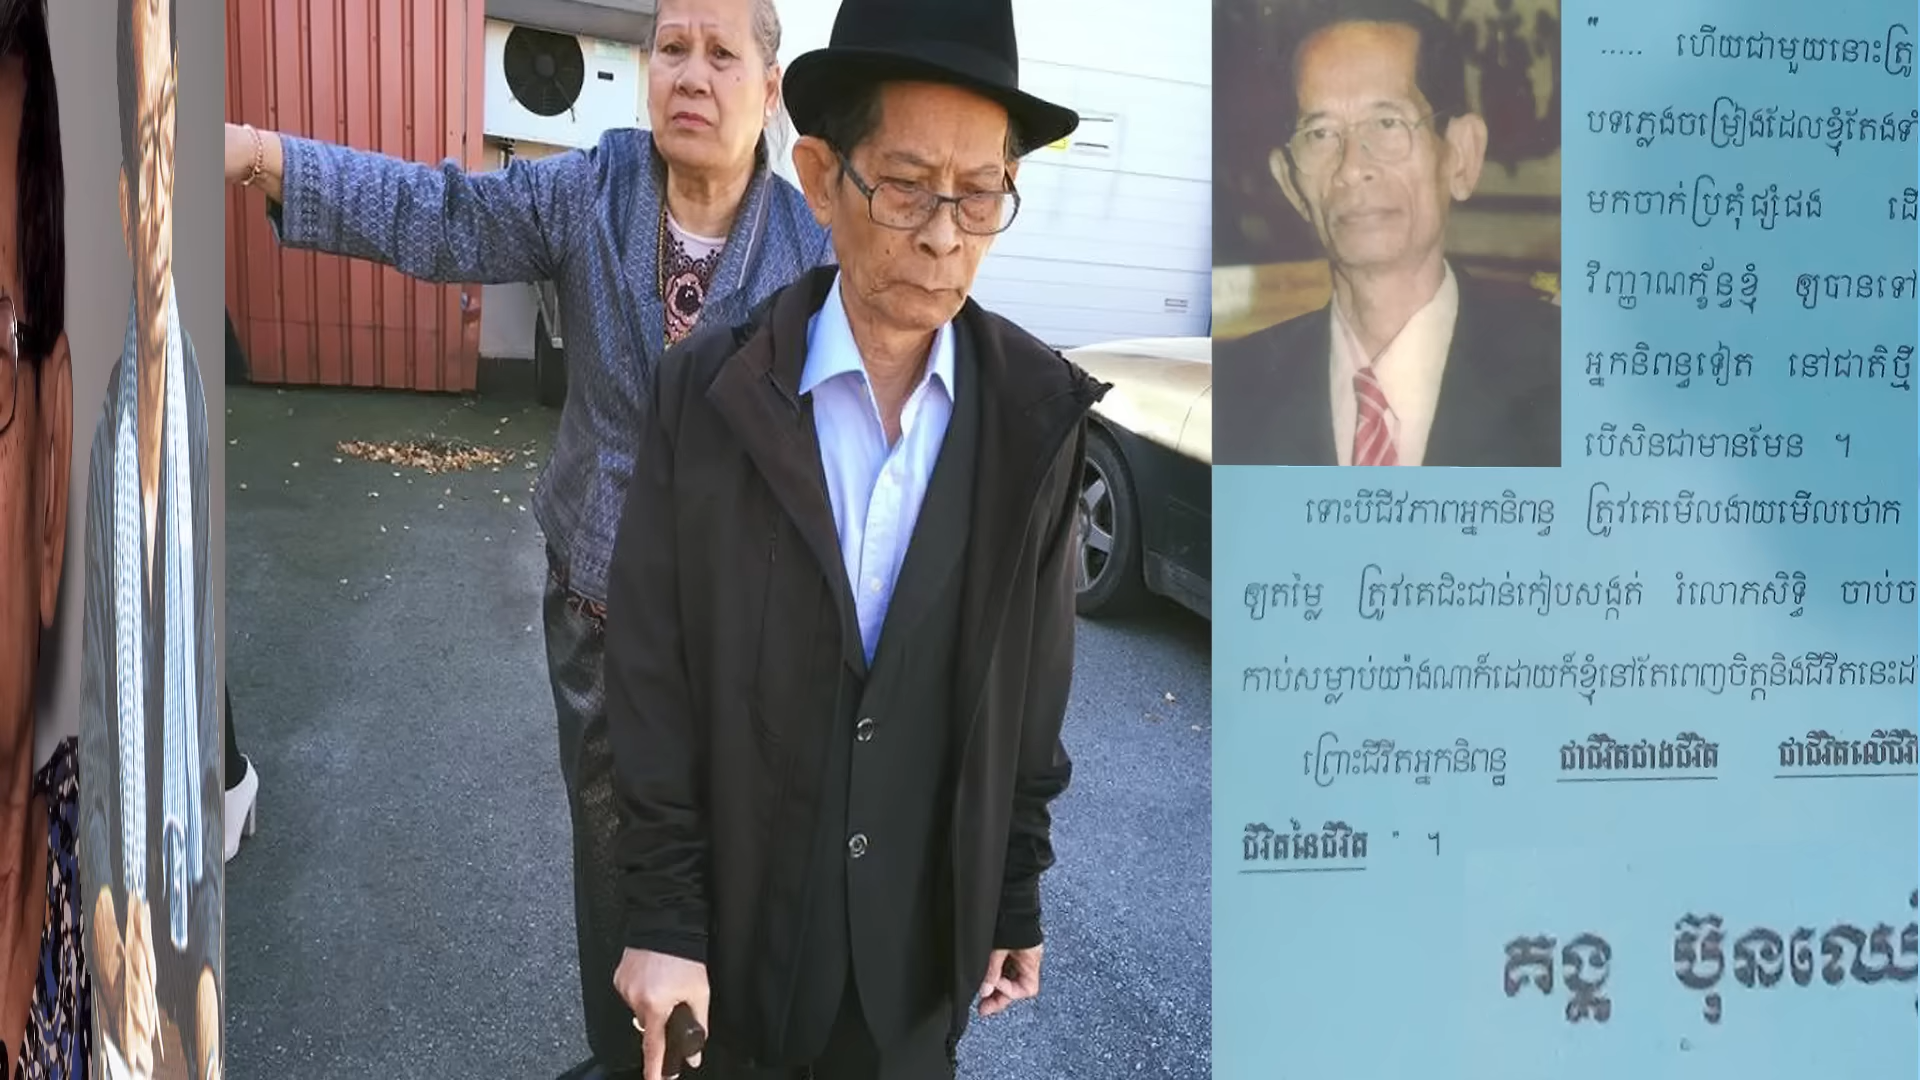 "..... ហើយជាមួយនោះត្រូ
បទភ្លេងចម្រៀងដែលខ្ញុំតែងទាំ
មកចាក់ប្រគុំផ្សំផង ដើ
វិញ្ញាណក្ខ័ន្ធខ្ញុំ ឲ្យបានទៅ
អ្នកនិពន្ធទៀត នៅជាតិថ្មី
បើសិនជាមានមែន ។
ទោះបីជីវភាពអ្នកនិពន្ធ ត្រូវគេមើលងាយមើលថោក
ឲ្យតម្លៃ ត្រូវគេជិះជាន់កៀបសង្កត់ រំលោភសិទ្ធិ ចាប់ច
កាប់សម្លាប់យ៉ាងណាក៏ដោយក៏ខ្ញុំនៅតែពេញចិត្តនិងជីវីតនេះដ
ព្រោះជីវីតអ្នកនិពន្ឋ ជាជីវិតជាងជីវិត ជាជីវិតលើជីវិ
ជីវិតនៃជីវិត " ។
គង្គ ប៊ុនឈើ